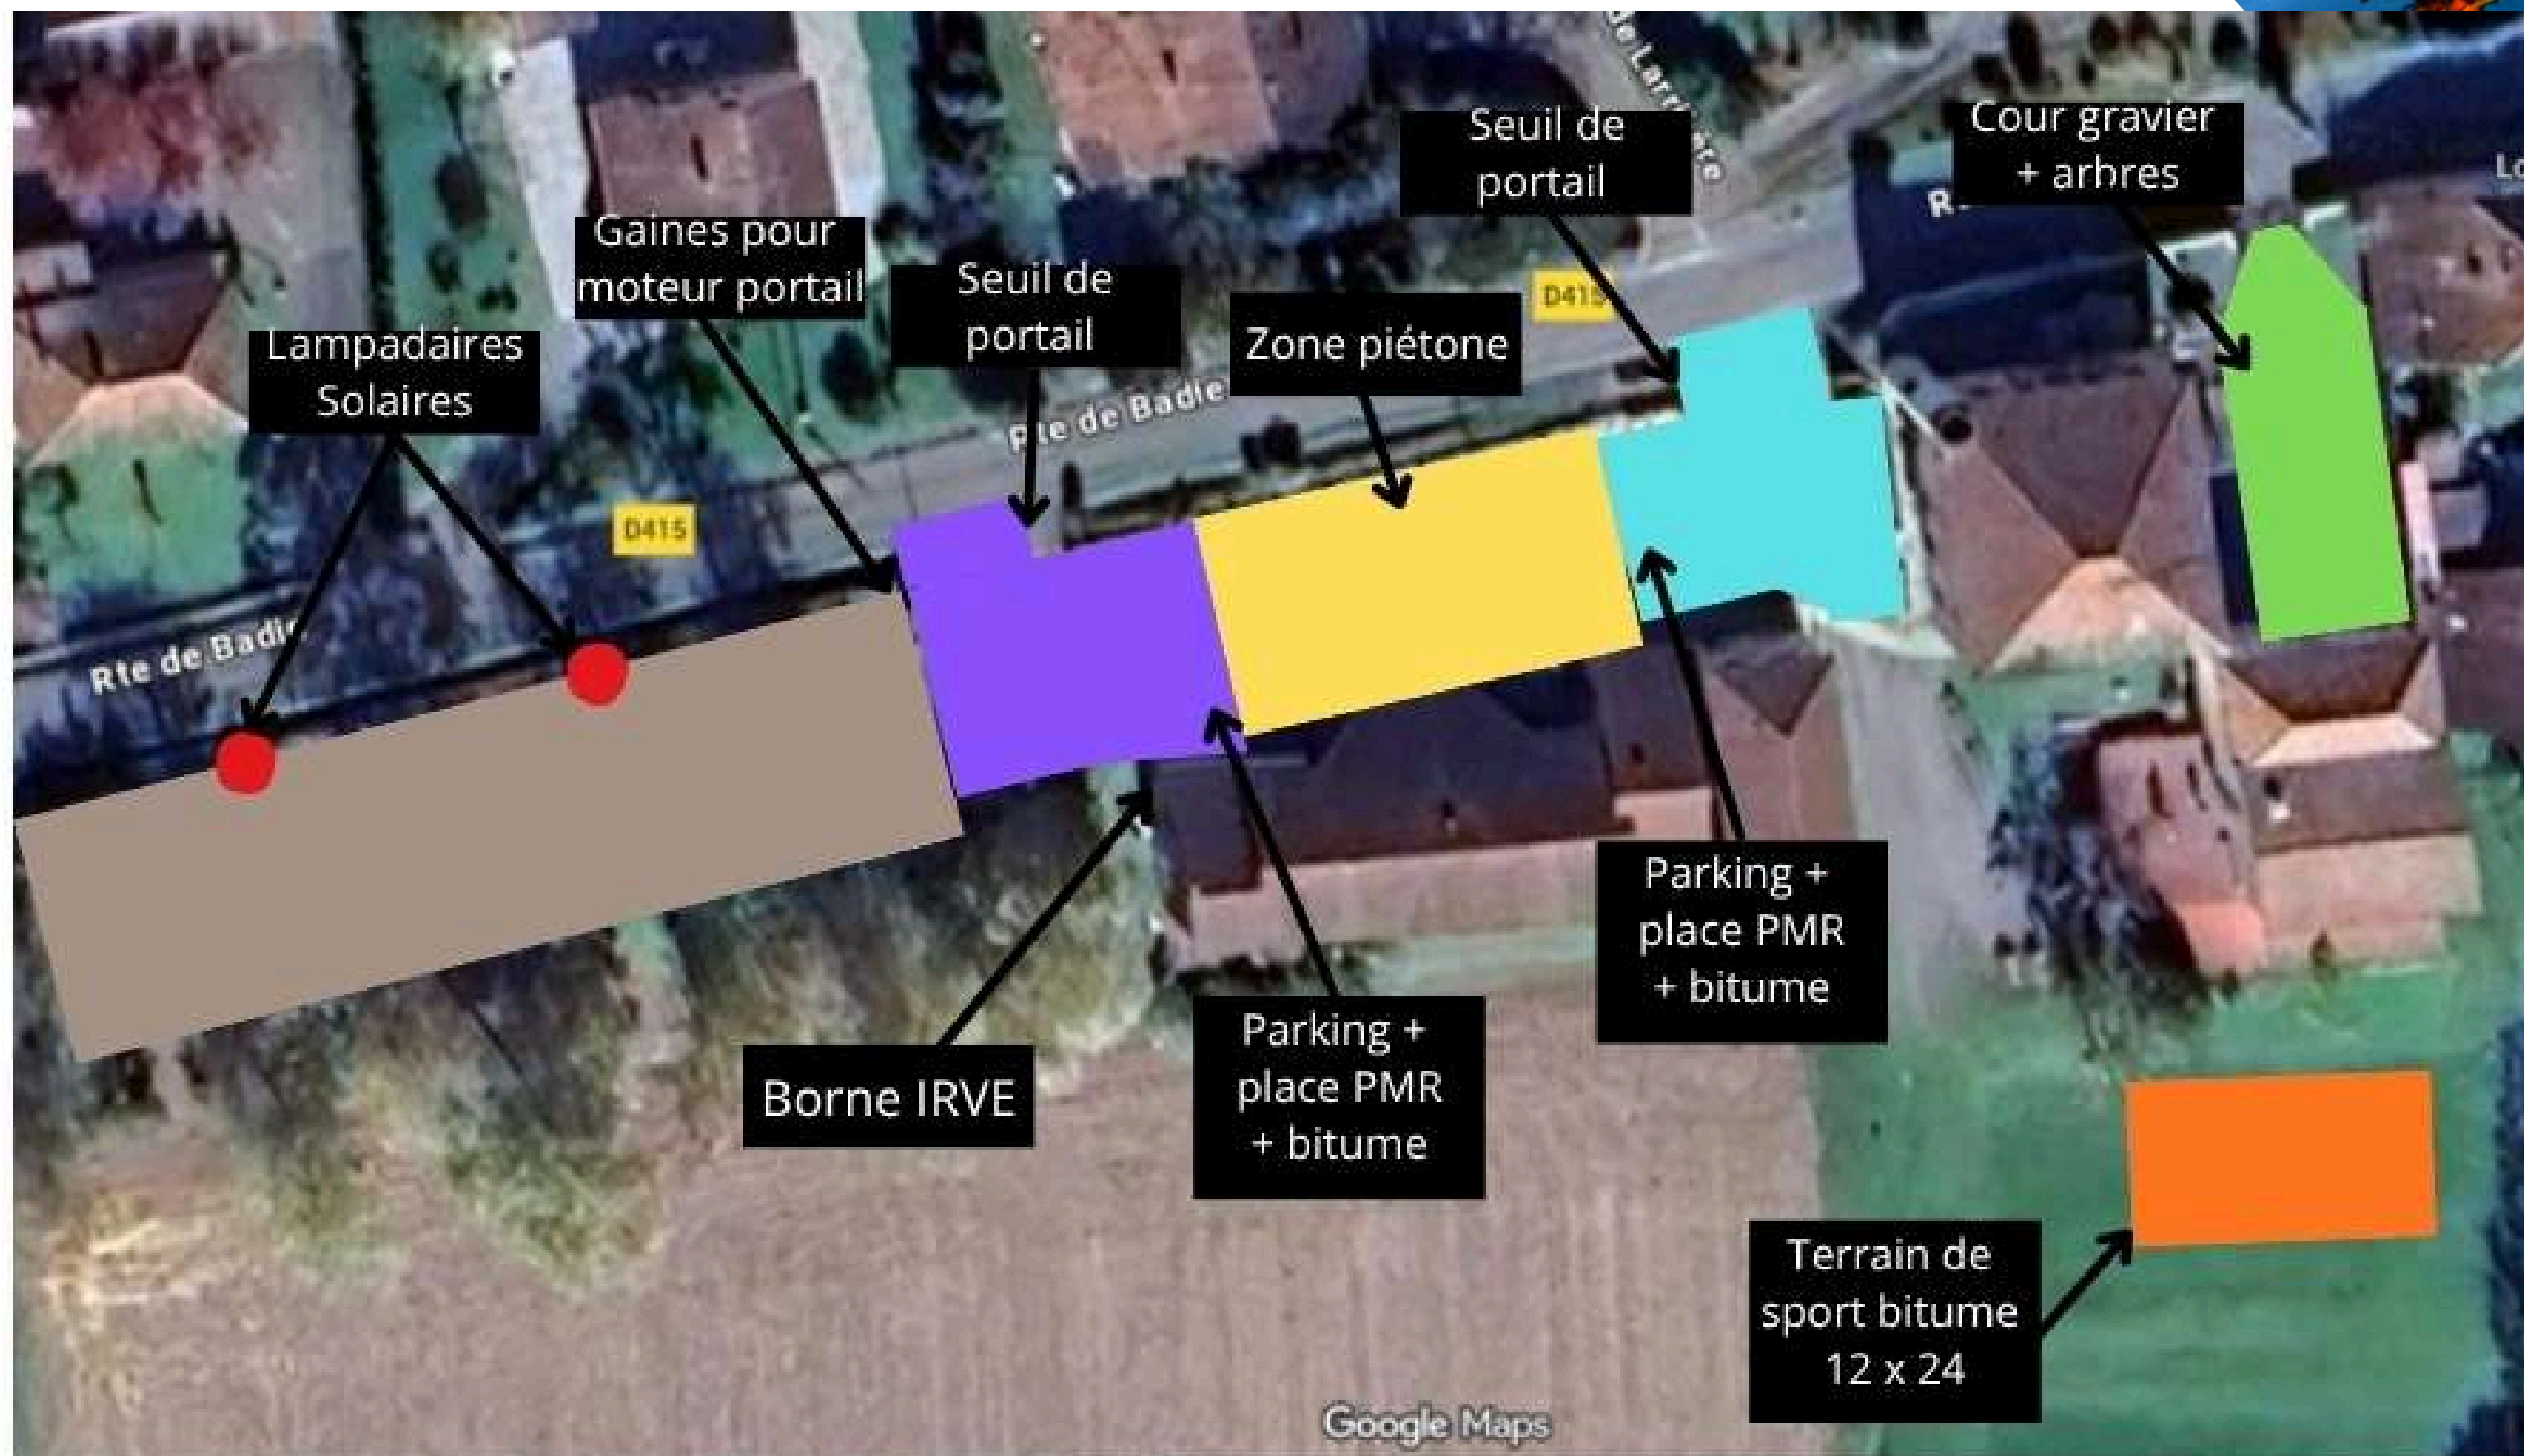 Seuil de
portail
Cour gravier
+ arbres
Gaines pour
moteur portail
Seuil de
portail
Zone piétone
D415
Lampadaires
Solaires
Rte de Badie
D415
Rte de Badie
Parking +
place PMR
+ bitume
Borne IRVE
Parking +
place PMR
+ bitume
Terrain de
sport bitume
12 x 24
Google Maps